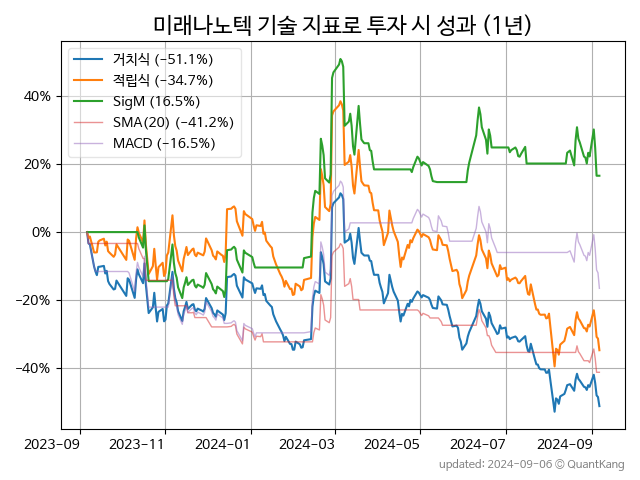 미래나노텍 기술 지표로 투자 시 성과 (1년)
거치식 (−51.1%)
적립식 (−34.7%)
SigM (16.5%)
SMA(20) (−41.2%)
MACD (−16.5%)
40%
20%
0%
−20%
−40%
2023-09 2023-11 2024-01 2024-03 2024-05 2024-07 2024-09
updated: 2024-09-06 © QuantKang